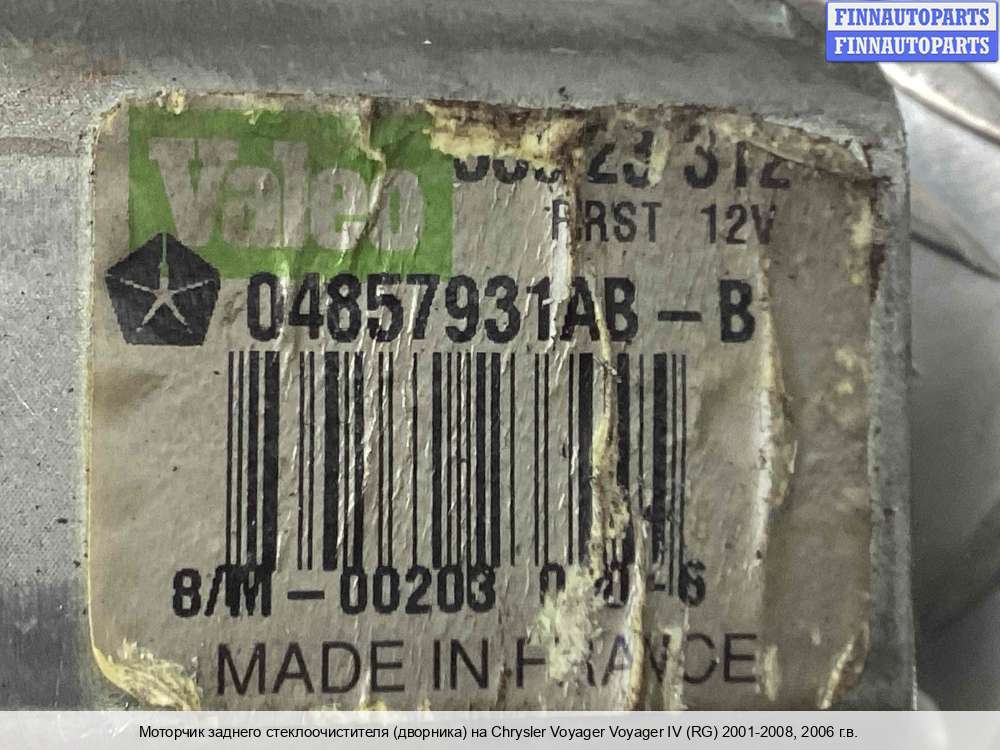 FINNAUTOPARTS
FINNAUTOPARTS
Valeo
312
RRST 12V
04857931AB - B
8/M - 00203
MADE IN FRANCE
Моторчик заднего стеклоочистителя (дворника) на Chrysler Voyager Voyager IV (RG) 2001-2008, 2006 г.в.